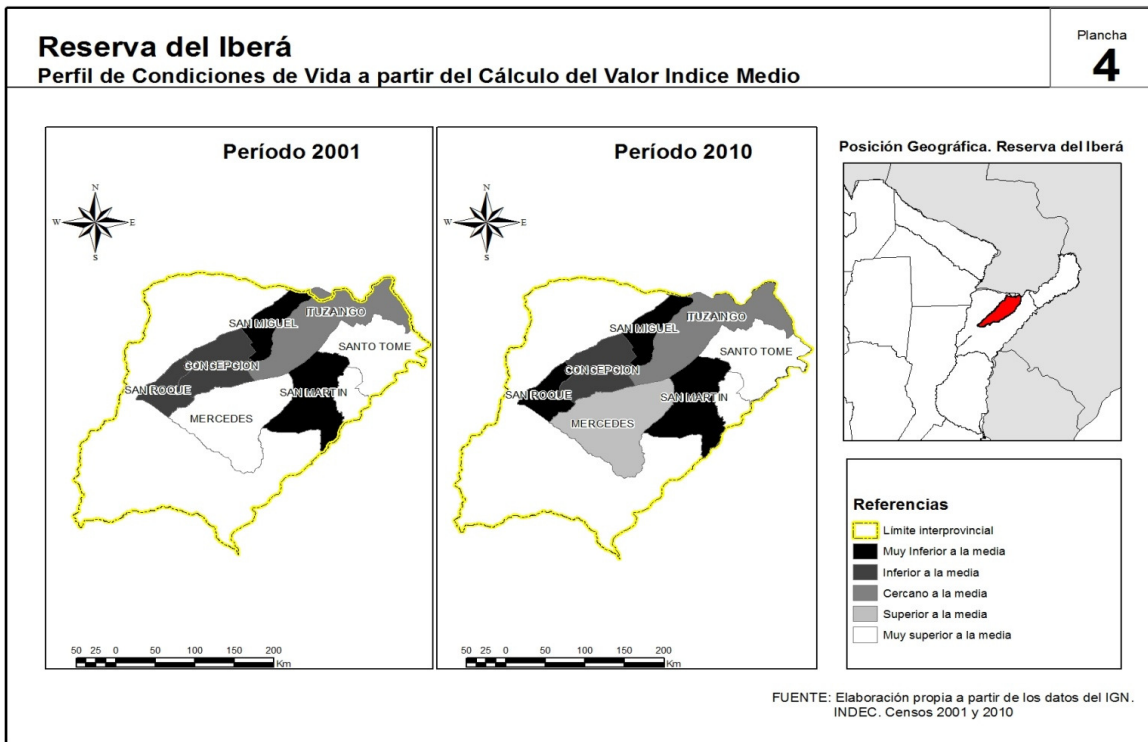 Reserva del Iberá
Perfil de Condiciones de Vida a partir del Cálculo del Valor Indice Medio
Plancha
4
Período 2001
N
W E
S
ITUZAINGO
SAN MIGUEL
SANTO TOME
CONCEPCION
SAN ROQUE
SAN MARTIN
MERCEDES
50 25 0 50 100 150 200
Km
Período 2010
N
W E
S
ITUZAINGO
SAN MIGUEL
SANTO TOME
CONCEPCION
SAN ROQUE
SAN MARTIN
MERCEDES
50 25 0 50 100 150 200
Km
Posición Geográfica. Reserva del Iberá
Referencias
Límite interprovincial
Muy Inferior a la media
Inferior a la media
Cercano a la media
Superior a la media
Muy superior a la media
FUENTE: Elaboración propia a partir de los datos del IGN.
INDEC. Censos 2001 y 2010